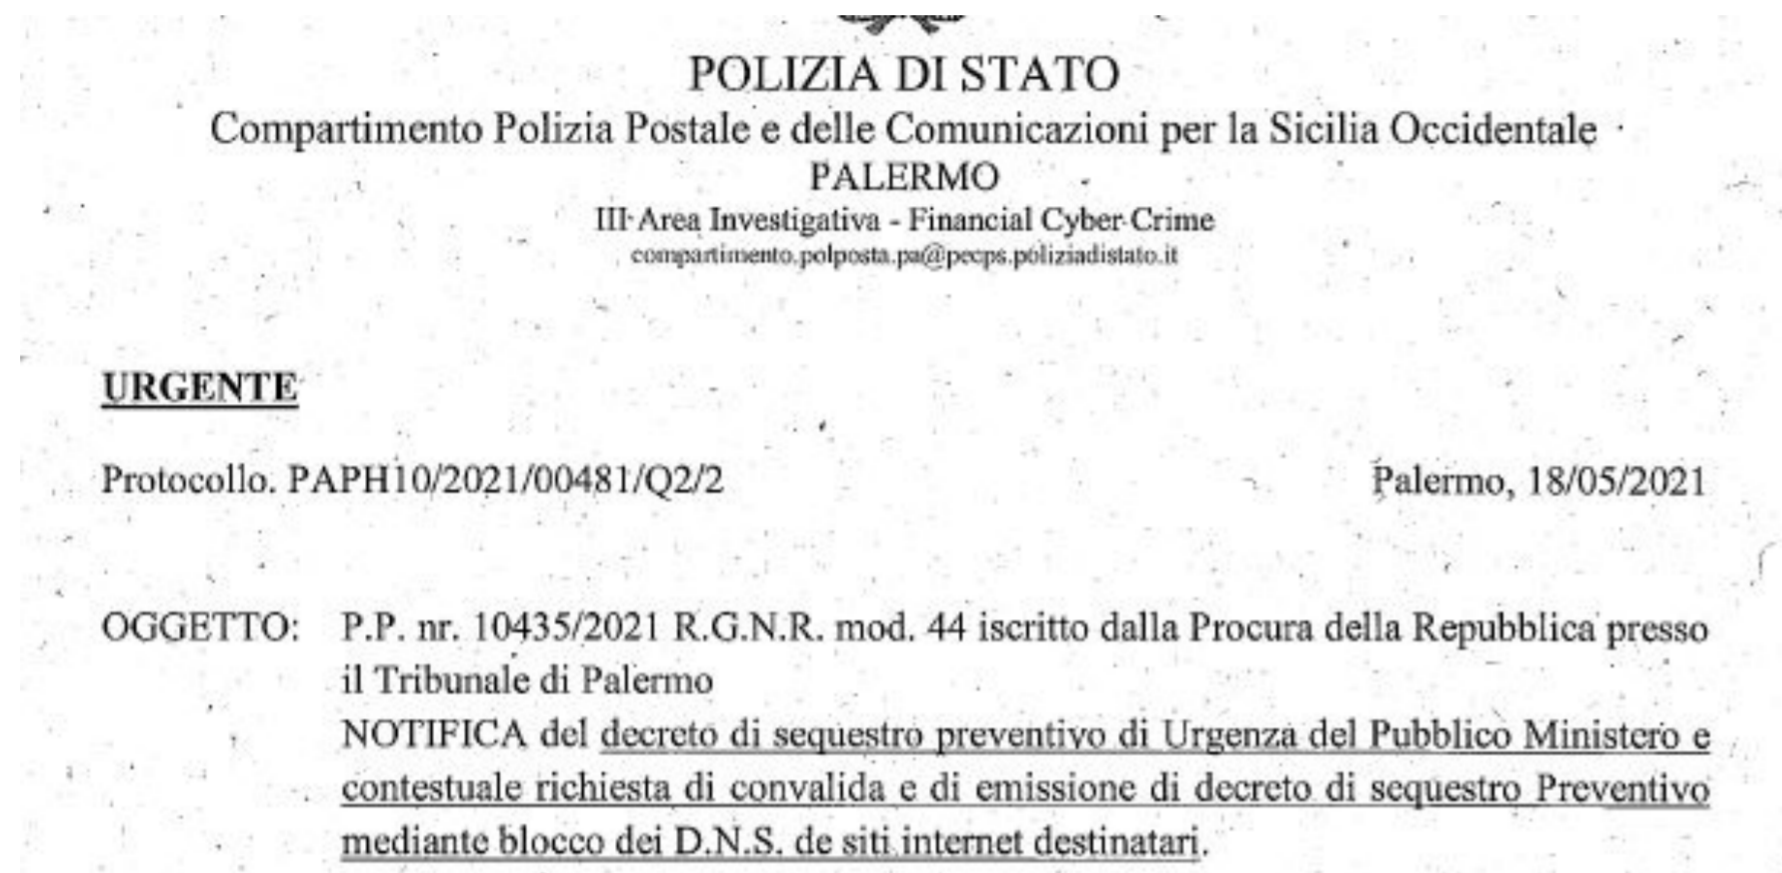 POLIZIA DI STATO
Compartimento Polizia Postale e delle Comunicazioni per la Sicilia Occidentale
PALERMO
III Area Investigativa - Financial Cyber Crime
compartimento.polposta.pa@pecps.poliziadistato.it
URGENTE
Protocollo. PAPH10/2021/00481/Q2/2
Palermo, 18/05/2021
OGGETTO: P.P. nr. 10435/2021 R.G.N.R. mod. 44 iscritto dalla Procura della Repubblica presso
il Tribunale di Palermo
NOTIFICA del decreto di sequestro preventivo di Urgenza del Pubblico Ministero e
contestuale richiesta di convalida e di emissione di decreto di sequestro Preventivo
mediante blocco dei D.N.S. de siti internet destinatari.